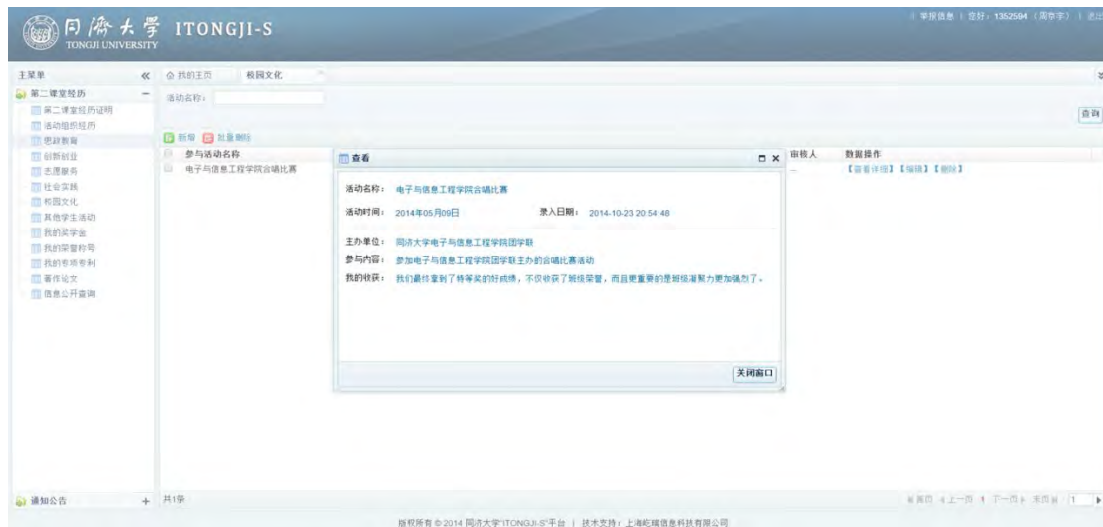 同濟大學 ITONGJI-S
TONGJI UNIVERSITY
学报信息 | 您好：1352594
主菜单
我的主页 校园文化
第二课堂经历
第二课堂经历证明
活动组织经历
思政教育
创新创业
志愿服务
社会实践
校园文化
其他学生活动
我的奖学金
我的荣誉称号
我的专项专利
著作论文
信息公开查询
活动名称：
查询
新增 批量删除
参与活动名称 审核人 数据操作
电子与信息工程学院合唱比赛 -- 【查看详细】【编辑】【删除】
查看
活动名称： 电子与信息工程学院合唱比赛
活动时间： 2014年05月09日 录入日期： 2014-10-23 20:54:48
主办单位： 同济大学电子与信息工程学院团学联
参与内容： 参加电子与信息工程学院团学联主办的合唱比赛活动
我的收获： 我们最终拿到了特等奖的好成绩，不仅收获了班级荣誉，而且更重要的是班级凝聚力更加强烈了。
关闭窗口
通知公告
共1条 首页 上一页 1 下一页 末页 1
版权所有 © 2014 同济大学"ITONGJI-S"平台 | 技术支持：上海屹瑞信息科技有限公司